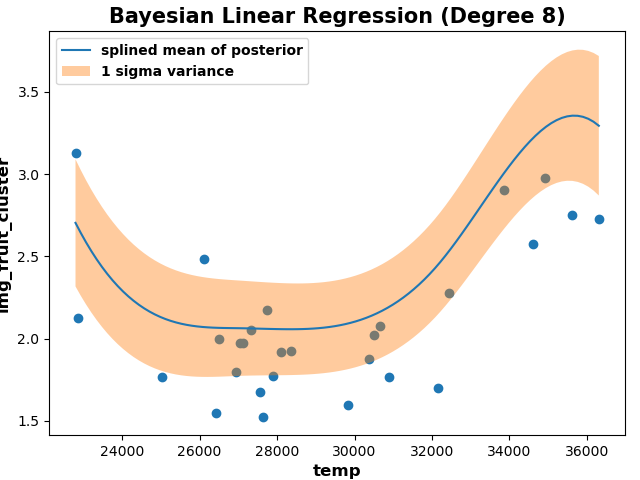 Bayesian Linear Regression (Degree 8)
splined mean of posterior
1 sigma variance
3.5
3.0
2.5
2.0
1.5
img_fruit_cluster
24000 26000 28000 30000 32000 34000 36000
temp